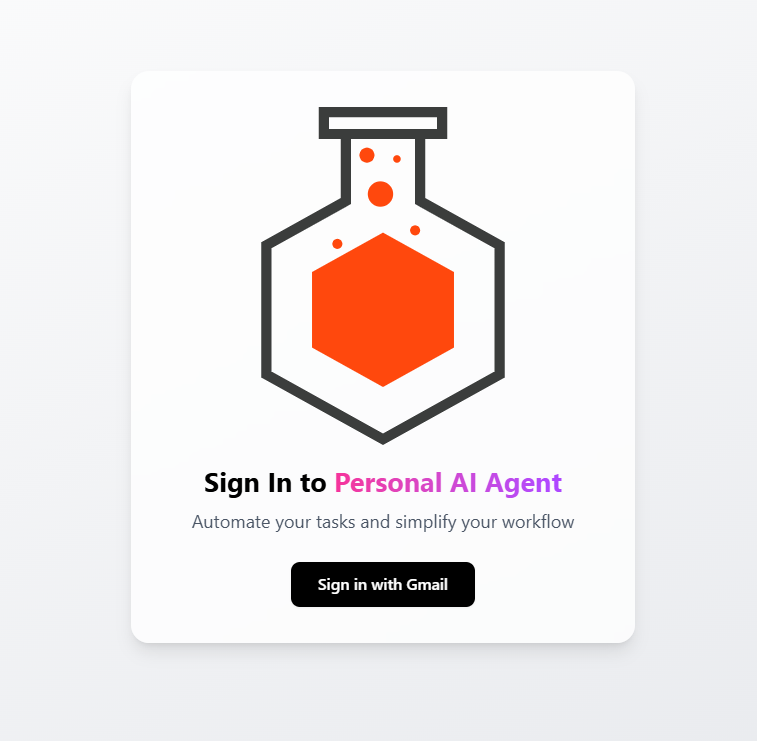 Sign In to Personal AI Agent
Automate your tasks and simplify your workflow
Sign in with Gmail